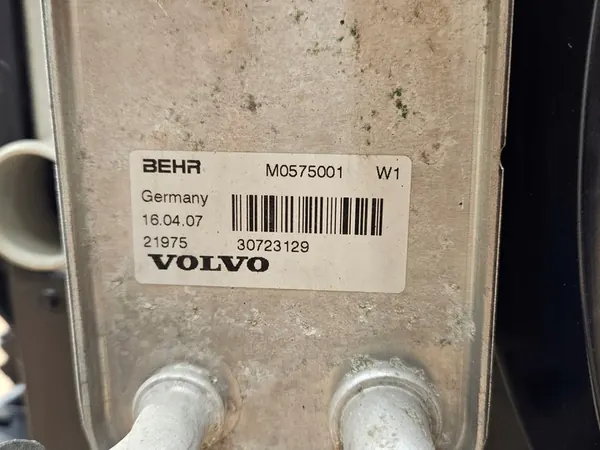 BEHR M0575001 W1
Germany
16.04.07
21975 30723129
VOLVO